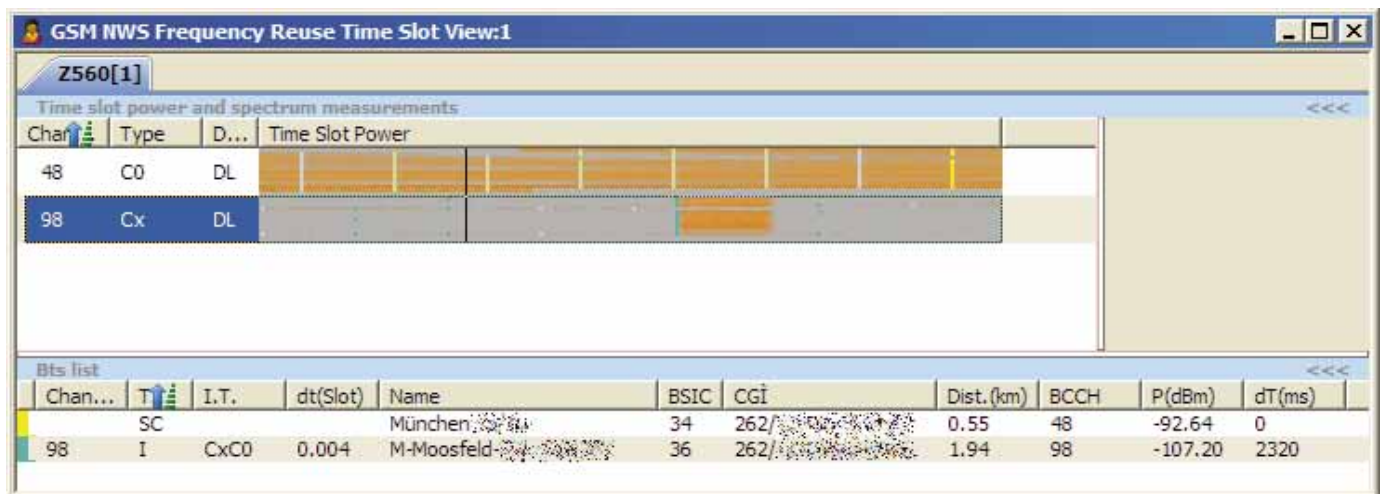 GSM NWS Frequency Reuse Time Slot View:1
Z560[1]
Time slot power and spectrum measurements <<<
Chan Type D... Time Slot Power
48 C0 DL
98 Cx DL
Bts list <<<
Chan... T I.T. dt(Slot) Name BSIC CGI Dist.(km) BCCH P(dBm) dT(ms)
SC München 34 262/ 0.55 48 -92.64 0
98 I CxC0 0.004 M-Moosfeld- 36 262/ 1.94 98 -107.20 2320